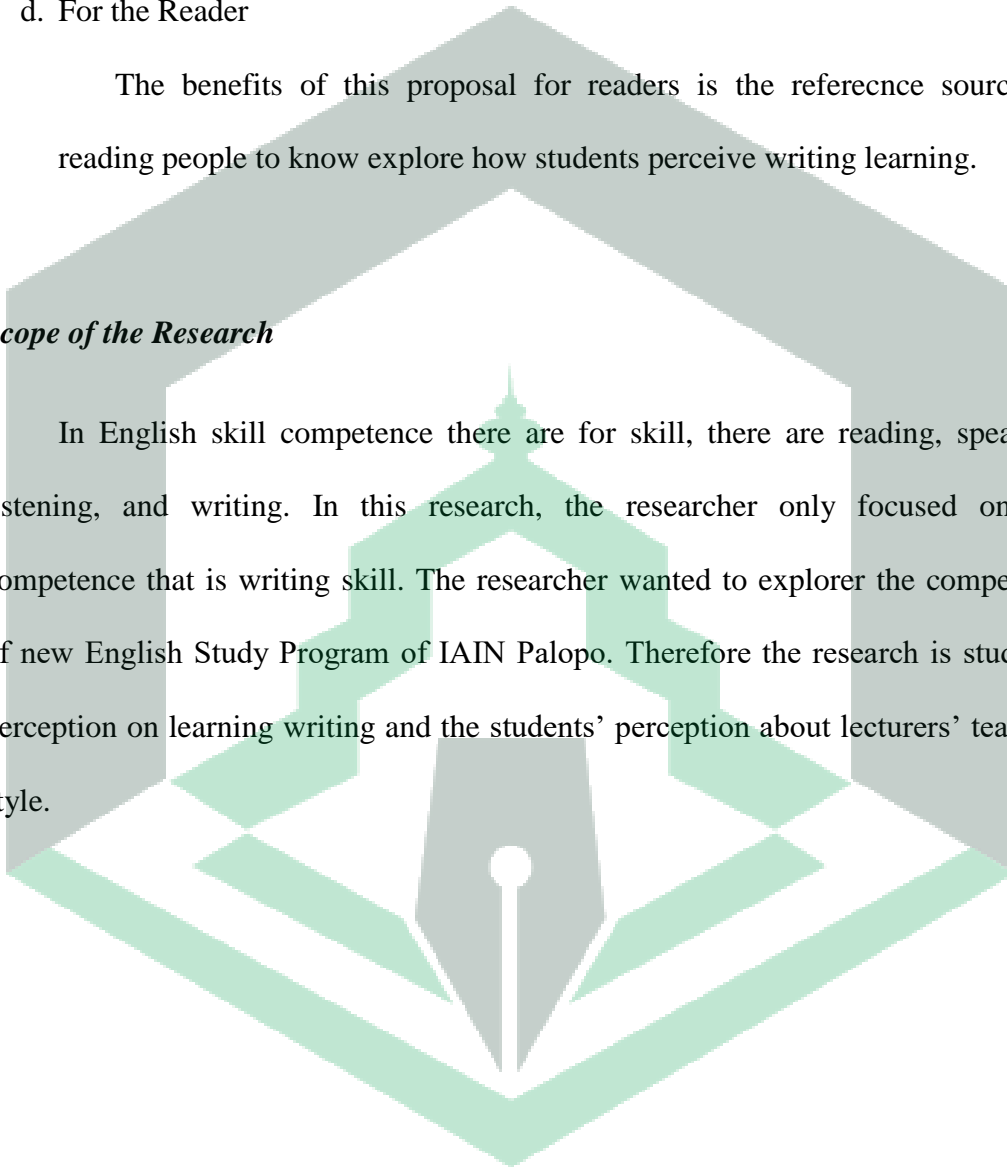 d. For the Reader
The benefits of this proposal for readers is the referecnce sourc
reading people to know explore how students perceive writing learning.
cope of the Research
In English skill competence there are for skill, there are reading, spea
stening, and writing. In this research, the researcher only focused on
ompetence that is writing skill. The researcher wanted to explorer the compe
f new English Study Program of IAIN Palopo. Therefore the research is stud
erception on learning writing and the students' perception about lecturers' tea
tyle.